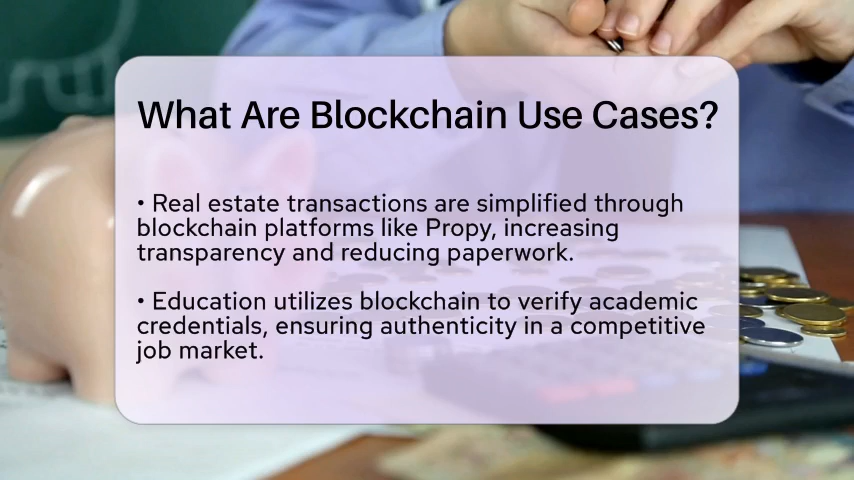 What Are Blockchain Use Cases?
• Real estate transactions are simplified through
blockchain platforms like Propy, increasing
transparency and reducing paperwork.
• Education utilizes blockchain to verify academic
credentials, ensuring authenticity in a competitive
job market.